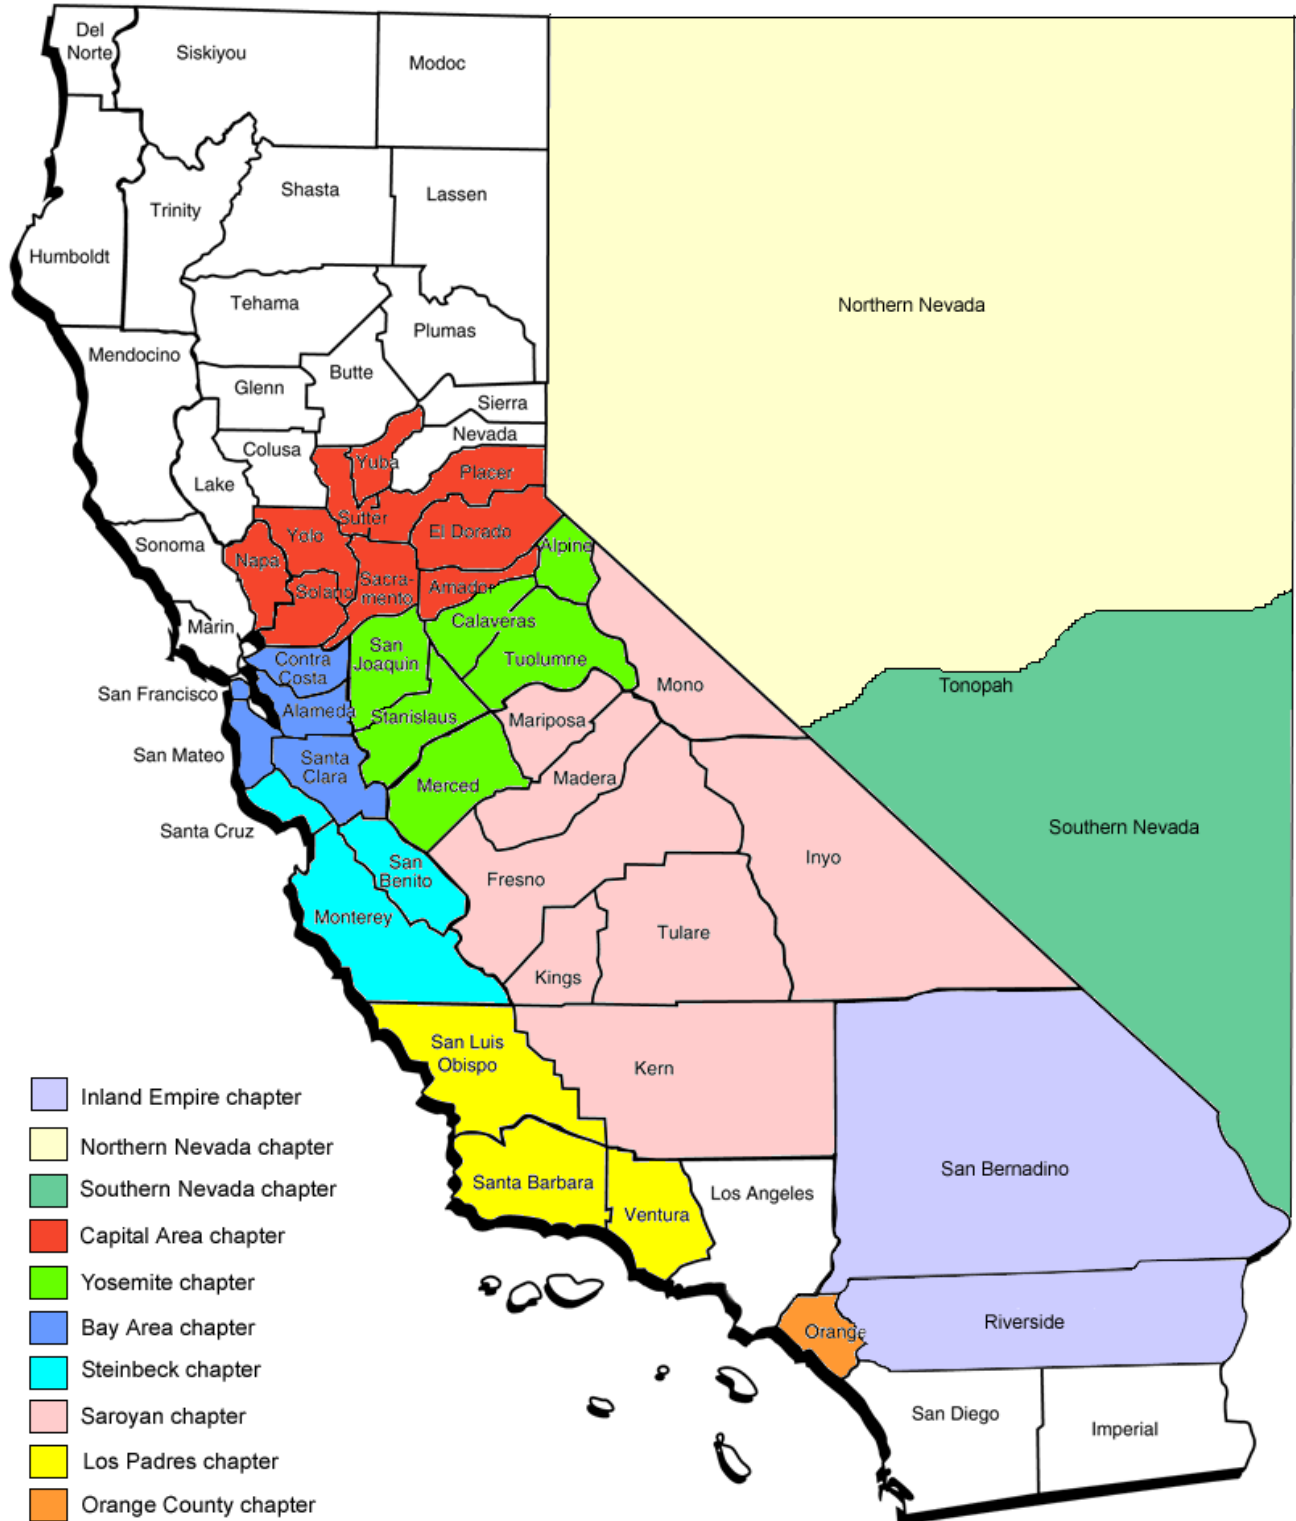 Del
Norte
Siskiyou
Modoc
Shasta
Lassen
Trinity
Humboldt
Tehama
Northern Nevada
Plumas
Mendocino
Butte
Glenn
Sierra
Nevada
Colusa
Yuba
Placer
Lake
Sutter
El Dorado
Yolo
Sonoma
Alpine
Napa
Sacra-
mento
Solano
Amador
Calaveras
Marin
San
Joaquin
Contra
Costa
Tuolumne
Mono
Tonopah
San Francisco
Alameda
Stanislaus
Mariposa
San Mateo
Santa
Clara
Merced
Madera
Santa Cruz
Southern Nevada
Inyo
San
Benito
Fresno
Monterey
Tulare
Kings
San Luis
Obispo
Kern
San Bernadino
Santa Barbara
Los Angeles
Ventura
Riverside
Orange
San Diego
Imperial
Inland Empire chapter
Northern Nevada chapter
Southern Nevada chapter
Capital Area chapter
Yosemite chapter
Bay Area chapter
Steinbeck chapter
Saroyan chapter
Los Padres chapter
Orange County chapter